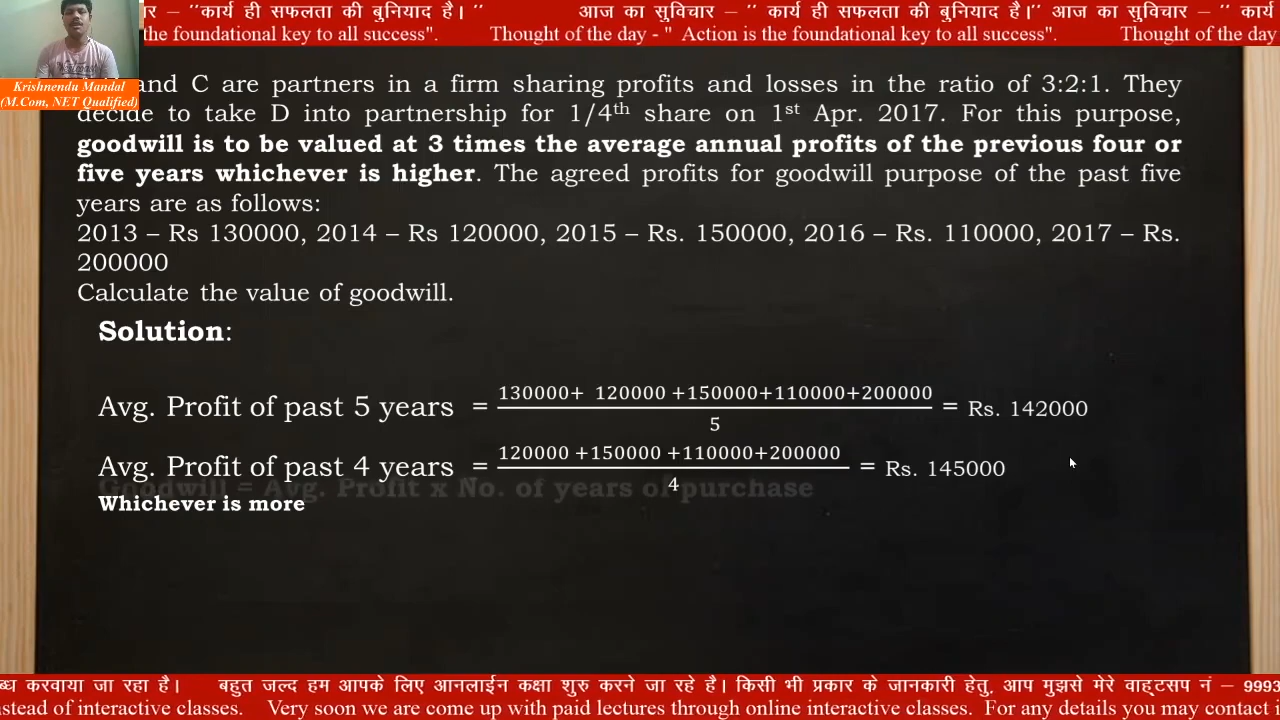 र – ''कार्य ही सफलता की बुनियाद है। '' आज का सुविचार – '' कार्य ही सफलता की बुनियाद है।'' आज का सुविचार – '' कार्य
the foundational key to all success". Thought of the day - " Action is the foundational key to all success". Thought of the day
Krishnendu Mandal
(M.Com, NET Qualified)
and C are partners in a firm sharing profits and losses in the ratio of 3:2:1. They
decide to take D into partnership for 1/4th share on 1st Apr. 2017. For this purpose,
goodwill is to be valued at 3 times the average annual profits of the previous four or
five years whichever is higher. The agreed profits for goodwill purpose of the past five
years are as follows:
2013 – Rs 130000, 2014 – Rs 120000, 2015 – Rs. 150000, 2016 – Rs. 110000, 2017 – Rs.
200000
Calculate the value of goodwill.
Solution:
Avg. Profit of past 5 years = 130000+ 120000 +150000+110000+200000 / 5 = Rs. 142000
Avg. Profit of past 4 years = 120000 +150000 +110000+200000 / 4 = Rs. 145000
Goodwill = Avg. Profit x No. of years of purchase
Whichever is more
ब्ध करवाया जा रहा है। बहुत जल्द हम आपके लिए आनलाईन कक्षा शुरु करने जा रहे है। किसी भी प्रकार के जानकारी हेतु, आप मुझसे मेरे वाह्टसप नं – 9993
nstead of interactive classes. Very soon we are come up with paid lectures through online interactive classes. For any details you may contact